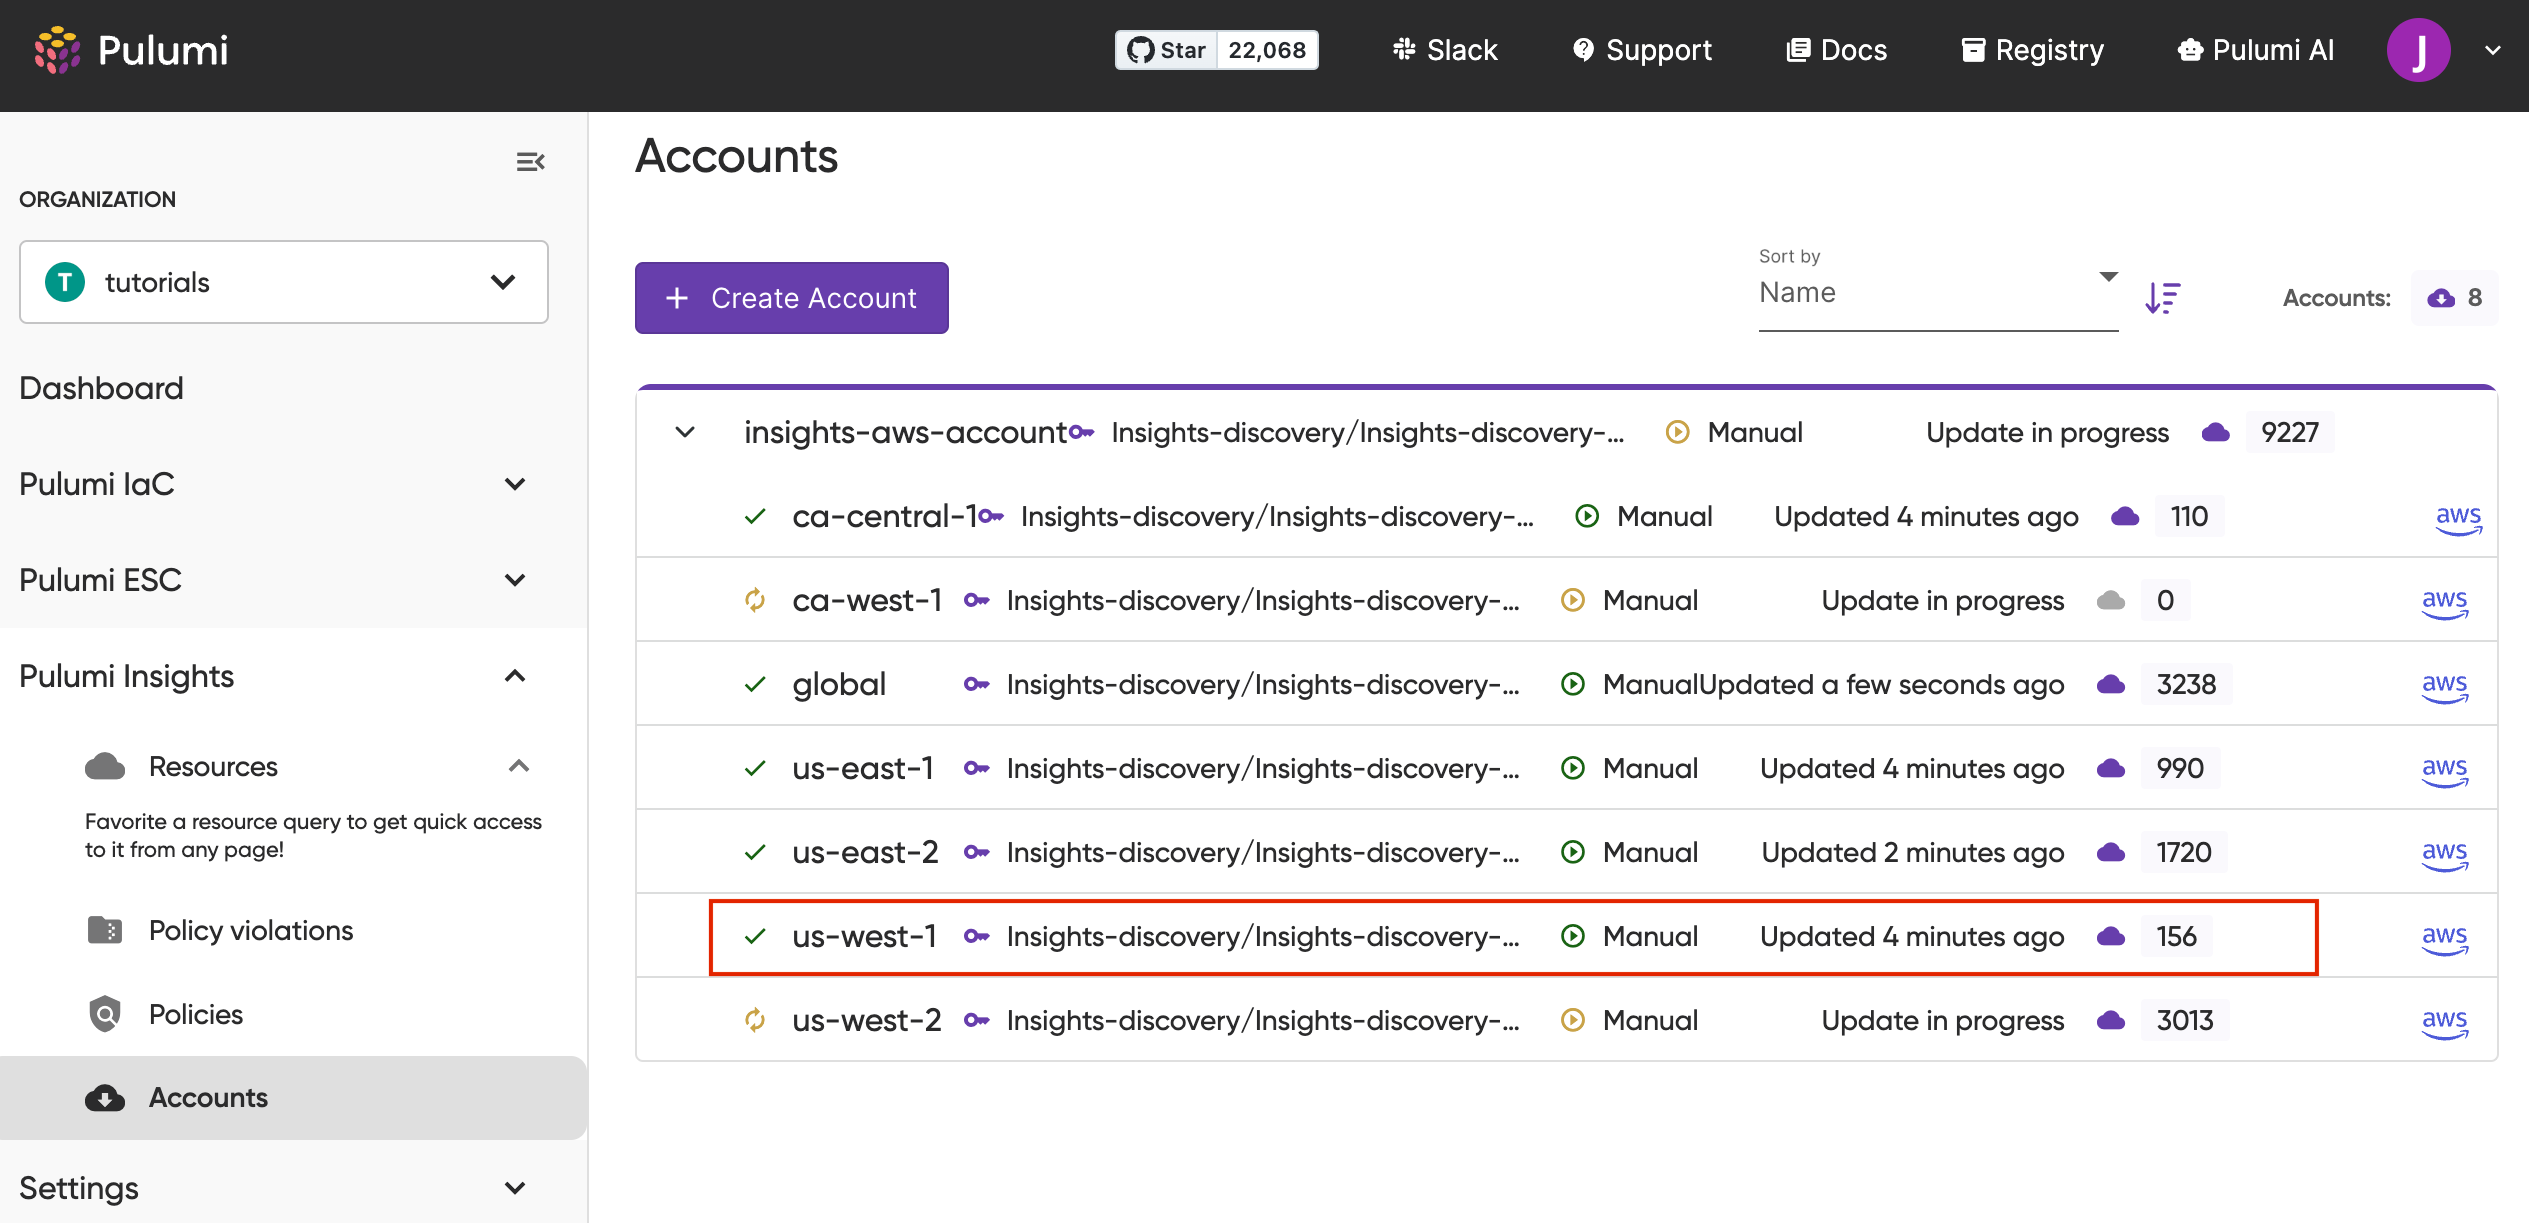 Pulumi
Star 22,068
Slack
Support
Docs
Registry
Pulumi AI
J
ORGANIZATION
T tutorials
Dashboard
Pulumi IaC
Pulumi ESC
Pulumi Insights
Resources
Favorite a resource query to get quick access
to it from any page!
Policy violations
Policies
Accounts
Settings
Accounts
+ Create Account
Sort by
Name
Accounts: 8
insights-aws-account Insights-discovery/Insights-discovery-... Manual Update in progress 9227
ca-central-1 Insights-discovery/Insights-discovery-... Manual Updated 4 minutes ago 110 aws
ca-west-1 Insights-discovery/Insights-discovery-... Manual Update in progress 0 aws
global Insights-discovery/Insights-discovery-... ManualUpdated a few seconds ago 3238 aws
us-east-1 Insights-discovery/Insights-discovery-... Manual Updated 4 minutes ago 990 aws
us-east-2 Insights-discovery/Insights-discovery-... Manual Updated 2 minutes ago 1720 aws
us-west-1 Insights-discovery/Insights-discovery-... Manual Updated 4 minutes ago 156 aws
us-west-2 Insights-discovery/Insights-discovery-... Manual Update in progress 3013 aws